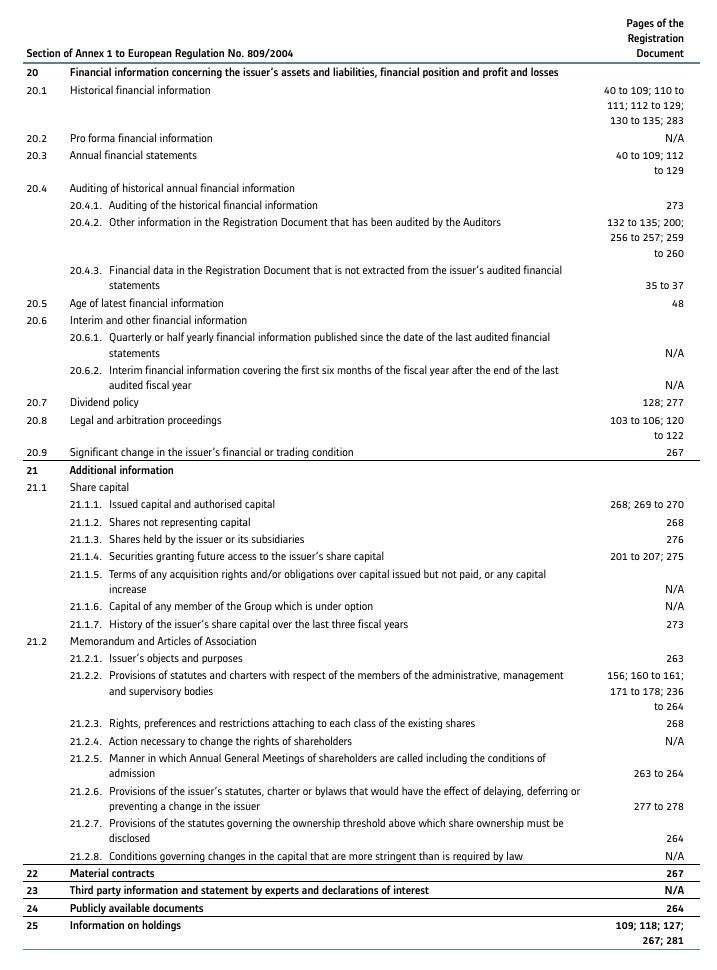 Pages of the
Registration
Section of Annex 1 to European Regulation No. 809/2004 Document
20 Financial information concerning the issuer's assets and liabilities, financial position and profit and losses
20.1 Historical financial information 40 to 109; 110 to
111; 112 to 129;
130 to 135; 283
20.2 Pro forma financial information N/A
20.3 Annual financial statements 40 to 109; 112
to 129
20.4 Auditing of historical annual financial information
20.4.1. Auditing of the historical financial information 273
20.4.2. Other information in the Registration Document that has been audited by the Auditors 132 to 135; 200;
256 to 257; 259
to 260
20.4.3. Financial data in the Registration Document that is not extracted from the issuer's audited financial
statements 35 to 37
20.5 Age of latest financial information 48
20.6 Interim and other financial information
20.6.1. Quarterly or half yearly financial information published since the date of the last audited financial
statements N/A
20.6.2. Interim financial information covering the first six months of the fiscal year after the end of the last
audited fiscal year N/A
20.7 Dividend policy 128; 277
20.8 Legal and arbitration proceedings 103 to 106; 120
to 122
20.9 Significant change in the issuer's financial or trading condition 267
21 Additional information
21.1 Share capital
21.1.1. Issued capital and authorised capital 268; 269 to 270
21.1.2. Shares not representing capital 268
21.1.3. Shares held by the issuer or its subsidiaries 276
21.1.4. Securities granting future access to the issuer's share capital 201 to 207; 275
21.1.5. Terms of any acquisition rights and/or obligations over capital issued but not paid, or any capital
increase N/A
21.1.6. Capital of any member of the Group which is under option N/A
21.1.7. History of the issuer's share capital over the last three fiscal years 273
21.2 Memorandum and Articles of Association
21.2.1. Issuer's objects and purposes 263
21.2.2. Provisions of statutes and charters with respect of the members of the administrative, management 156; 160 to 161;
and supervisory bodies 171 to 178; 236
to 264
21.2.3. Rights, preferences and restrictions attaching to each class of the existing shares 268
21.2.4. Action necessary to change the rights of shareholders N/A
21.2.5. Manner in which Annual General Meetings of shareholders are called including the conditions of
admission 263 to 264
21.2.6. Provisions of the issuer's statutes, charter or bylaws that would have the effect of delaying, deferring or
preventing a change in the issuer 277 to 278
21.2.7. Provisions of the statutes governing the ownership threshold above which share ownership must be
disclosed 264
21.2.8. Conditions governing changes in the capital that are more stringent than is required by law N/A
22 Material contracts 267
23 Third party information and statement by experts and declarations of interest N/A
24 Publicly available documents 264
25 Information on holdings 109; 118; 127;
267; 281